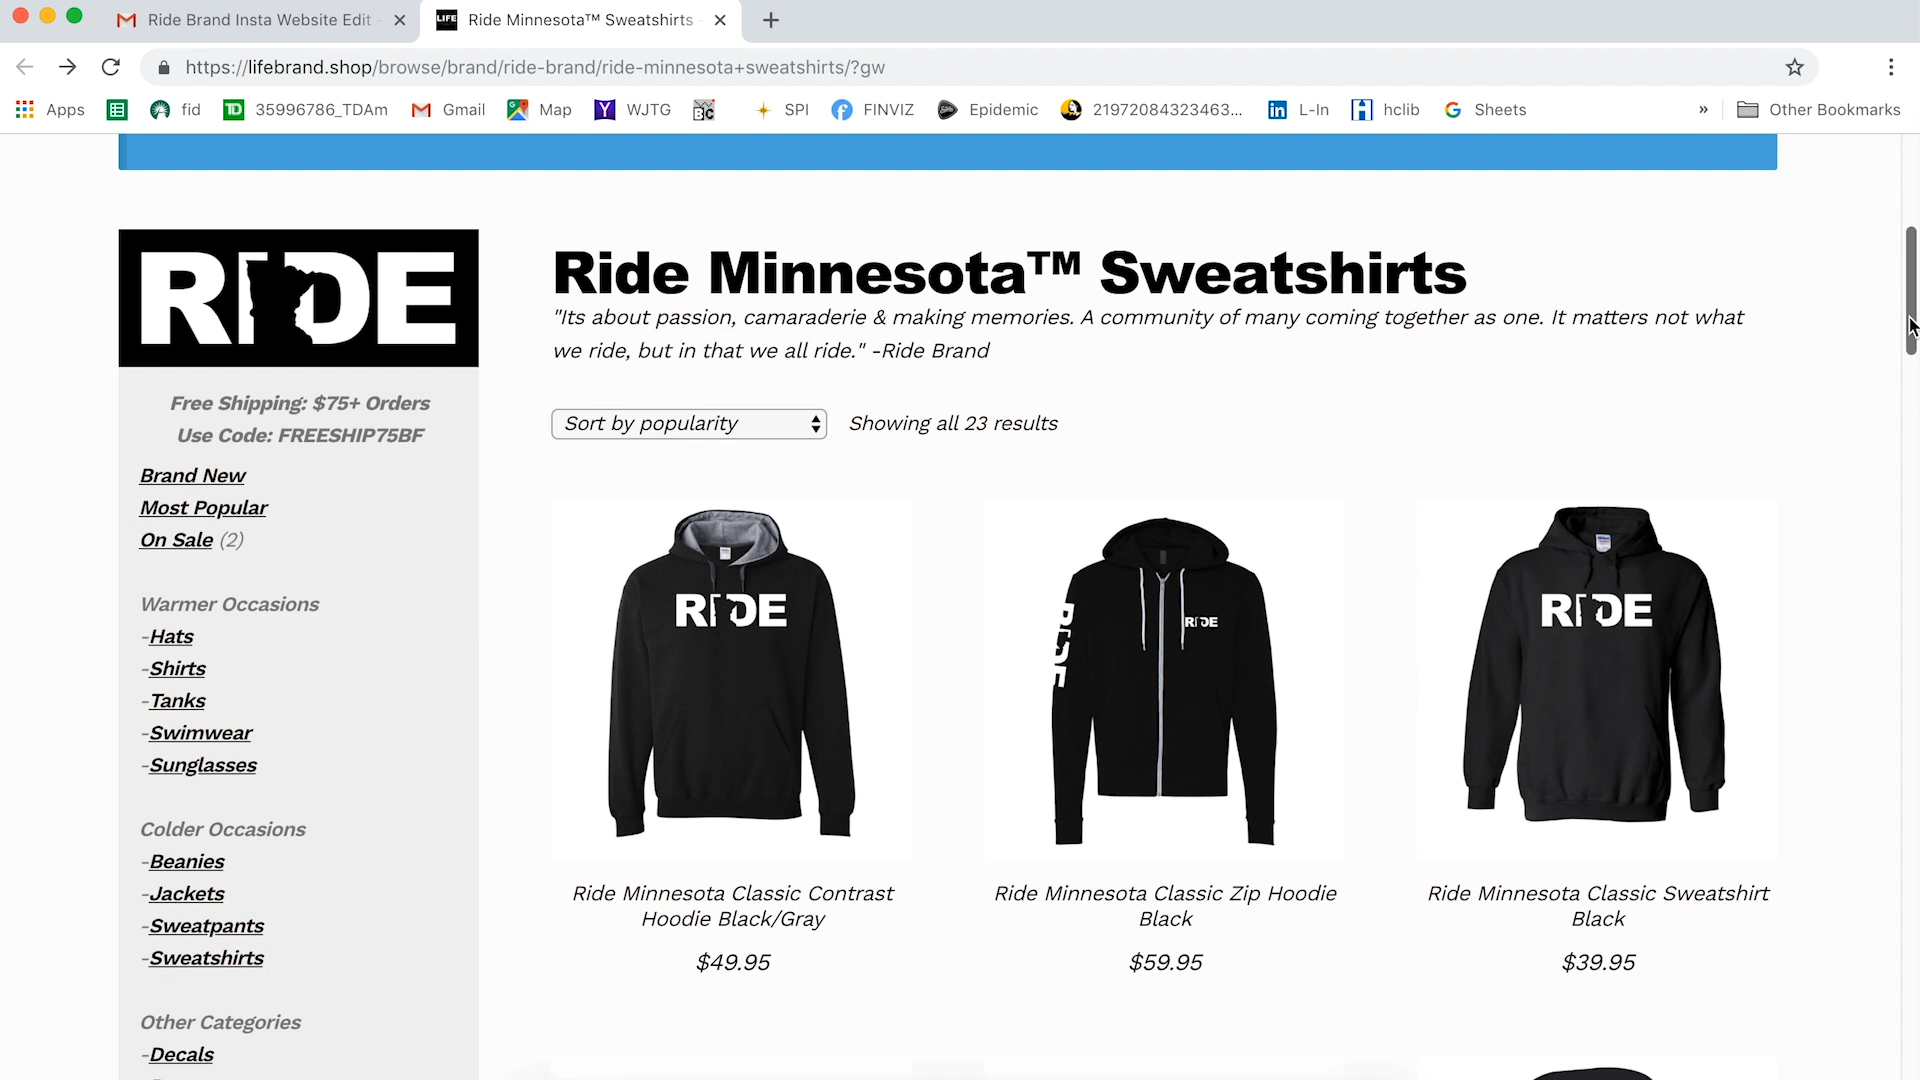 Ride Brand Insta Website Edit
Ride Minnesota™ Sweatshirts
https://lifebrand.shop/browse/brand/ride-brand/ride-minnesota+sweatshirts/?gw
Apps
fid
35996786_TDAm
Gmail
Map
WJTG
SPI
FINVIZ
Epidemic
21972084323463...
L-In
hclib
Sheets
»
Other Bookmarks
RIDE
Free Shipping: $75+ Orders
Use Code: FREESHIP75BF
Brand New
Most Popular
On Sale (2)
Warmer Occasions
-Hats
-Shirts
-Tanks
-Swimwear
-Sunglasses
Colder Occasions
-Beanies
-Jackets
-Sweatpants
-Sweatshirts
Other Categories
-Decals
Ride Minnesota™ Sweatshirts
"Its about passion, camaraderie & making memories. A community of many coming together as one. It matters not what
we ride, but in that we all ride." -Ride Brand
Sort by popularity
Showing all 23 results
RIDE
RIDE
RIDE
RIDE
Ride Minnesota Classic Contrast
Hoodie Black/Gray
$49.95
Ride Minnesota Classic Zip Hoodie
Black
$59.95
Ride Minnesota Classic Sweatshirt
Black
$39.95